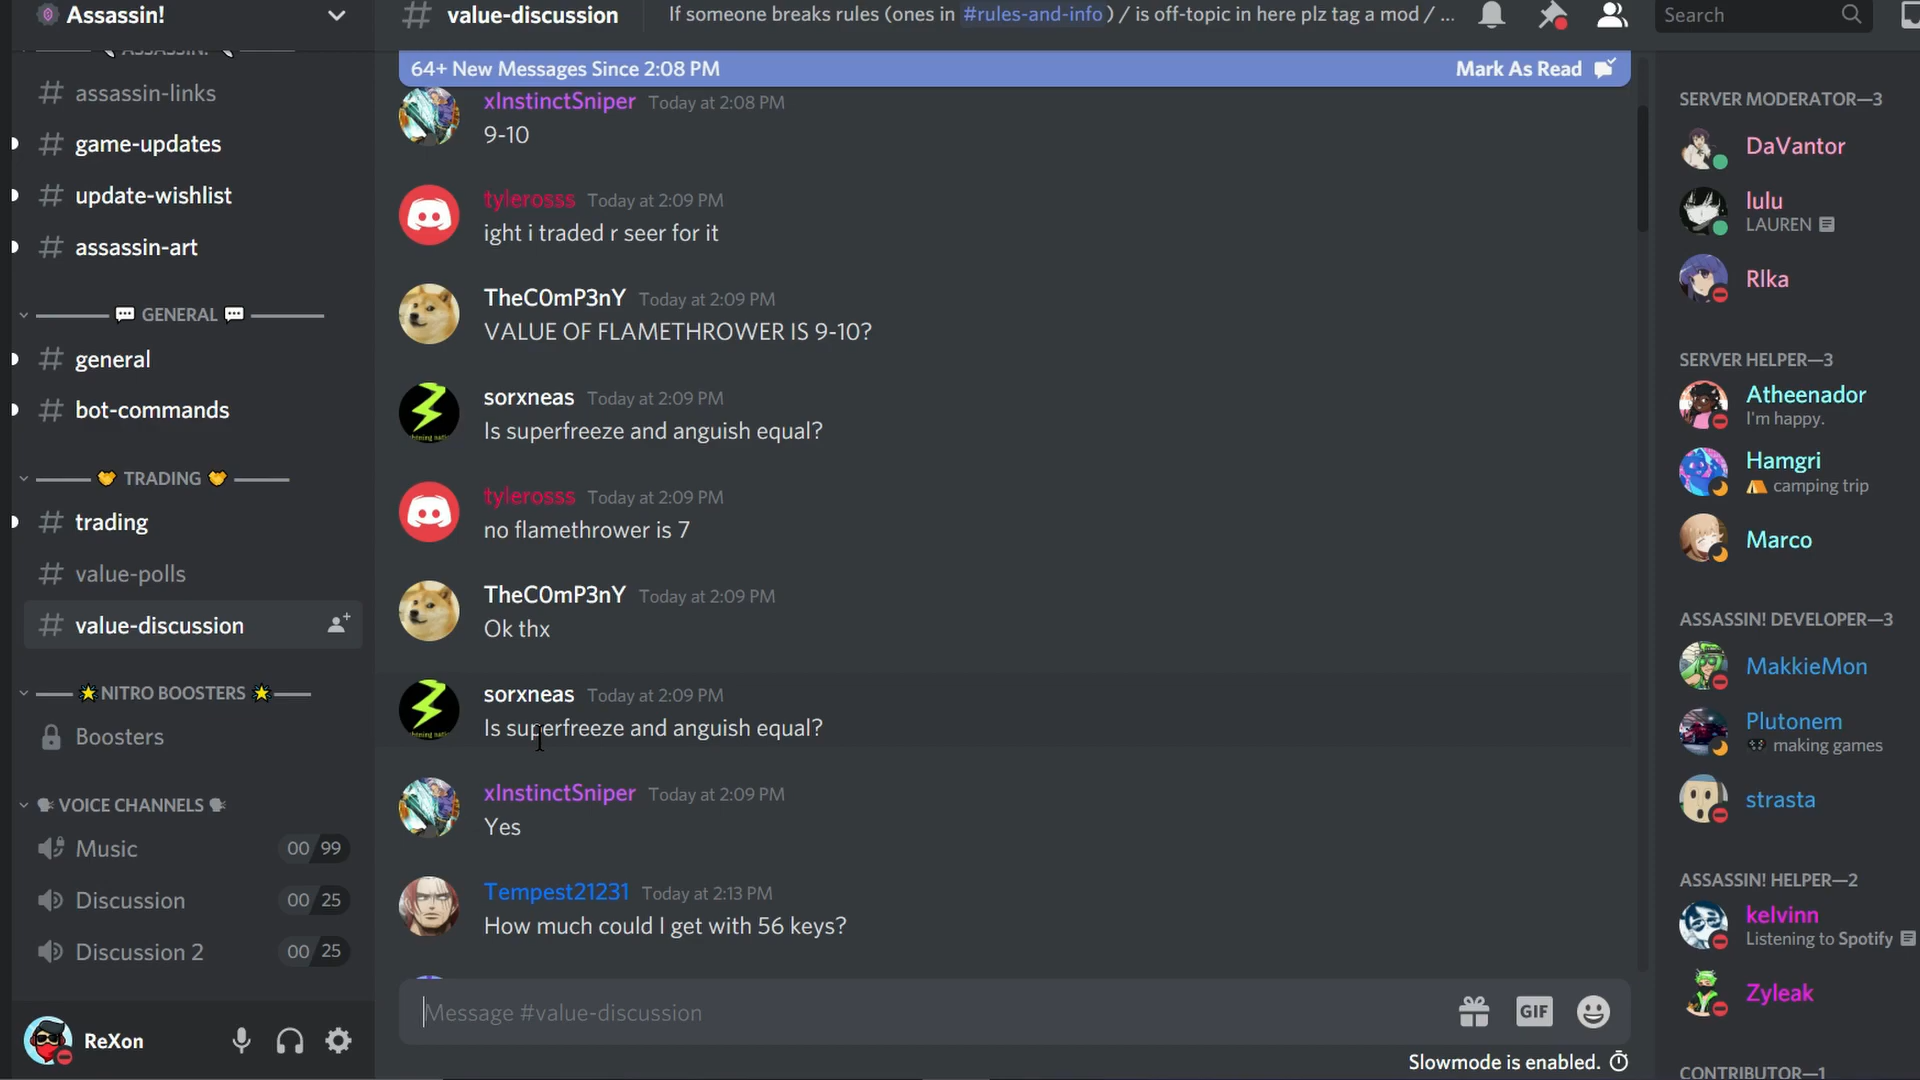 Assassin!
ASSASSIN!
# assassin-links
# game-updates
# update-wishlist
# assassin-art
GENERAL
# general
# bot-commands
TRADING
# trading
# value-polls
# value-discussion
NITRO BOOSTERS
Boosters
VOICE CHANNELS
Music 00 99
Discussion 00 25
Discussion 2 00 25
ReXon
# value-discussion
If someone breaks rules (ones in #rules-and-info) / is off-topic in here plz tag a mod / ...
Search
64+ New Messages Since 2:08 PM
Mark As Read
xInstinctSniper Today at 2:08 PM
9-10
tylerosss Today at 2:09 PM
ight i traded r seer for it
TheC0mP3nY Today at 2:09 PM
VALUE OF FLAMETHROWER IS 9-10?
sorxneas Today at 2:09 PM
Is superfreeze and anguish equal?
tylerosss Today at 2:09 PM
no flamethrower is 7
TheC0mP3nY Today at 2:09 PM
Ok thx
sorxneas Today at 2:09 PM
Is superfreeze and anguish equal?
xInstinctSniper Today at 2:09 PM
Yes
Tempest21231 Today at 2:13 PM
How much could I get with 56 keys?
Message #value-discussion
GIF
Slowmode is enabled.
SERVER MODERATOR—3
DaVantor
lulu
LAUREN
Rlka
SERVER HELPER—3
Atheenador
I'm happy.
Hamgri
camping trip
Marco
ASSASSIN! DEVELOPER—3
MakkieMon
Plutonem
making games
strasta
ASSASSIN! HELPER—2
kelvinn
Listening to Spotify
Zyleak
CONTRIBUTOR—1